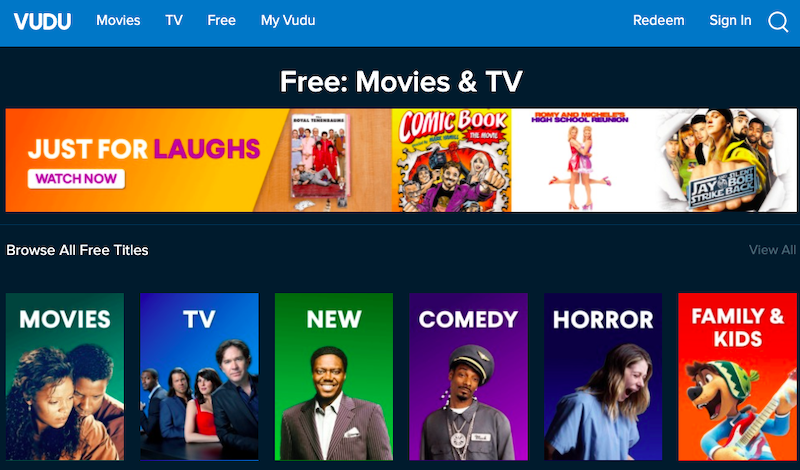 VUDU Movies TV Free My Vudu Redeem Sign In
Free: Movies & TV
JUST FOR LAUGHS
WATCH NOW
ROYAL TENENBAUMS
COMIC BOOK
THE MOVIE
ROMY AND MICHELE'S
HIGH SCHOOL REUNION
JAY AND SILENT BOB
STRIKE BACK
Browse All Free Titles View All
MOVIES
TV
NEW
COMEDY
HORROR
FAMILY &
KIDS